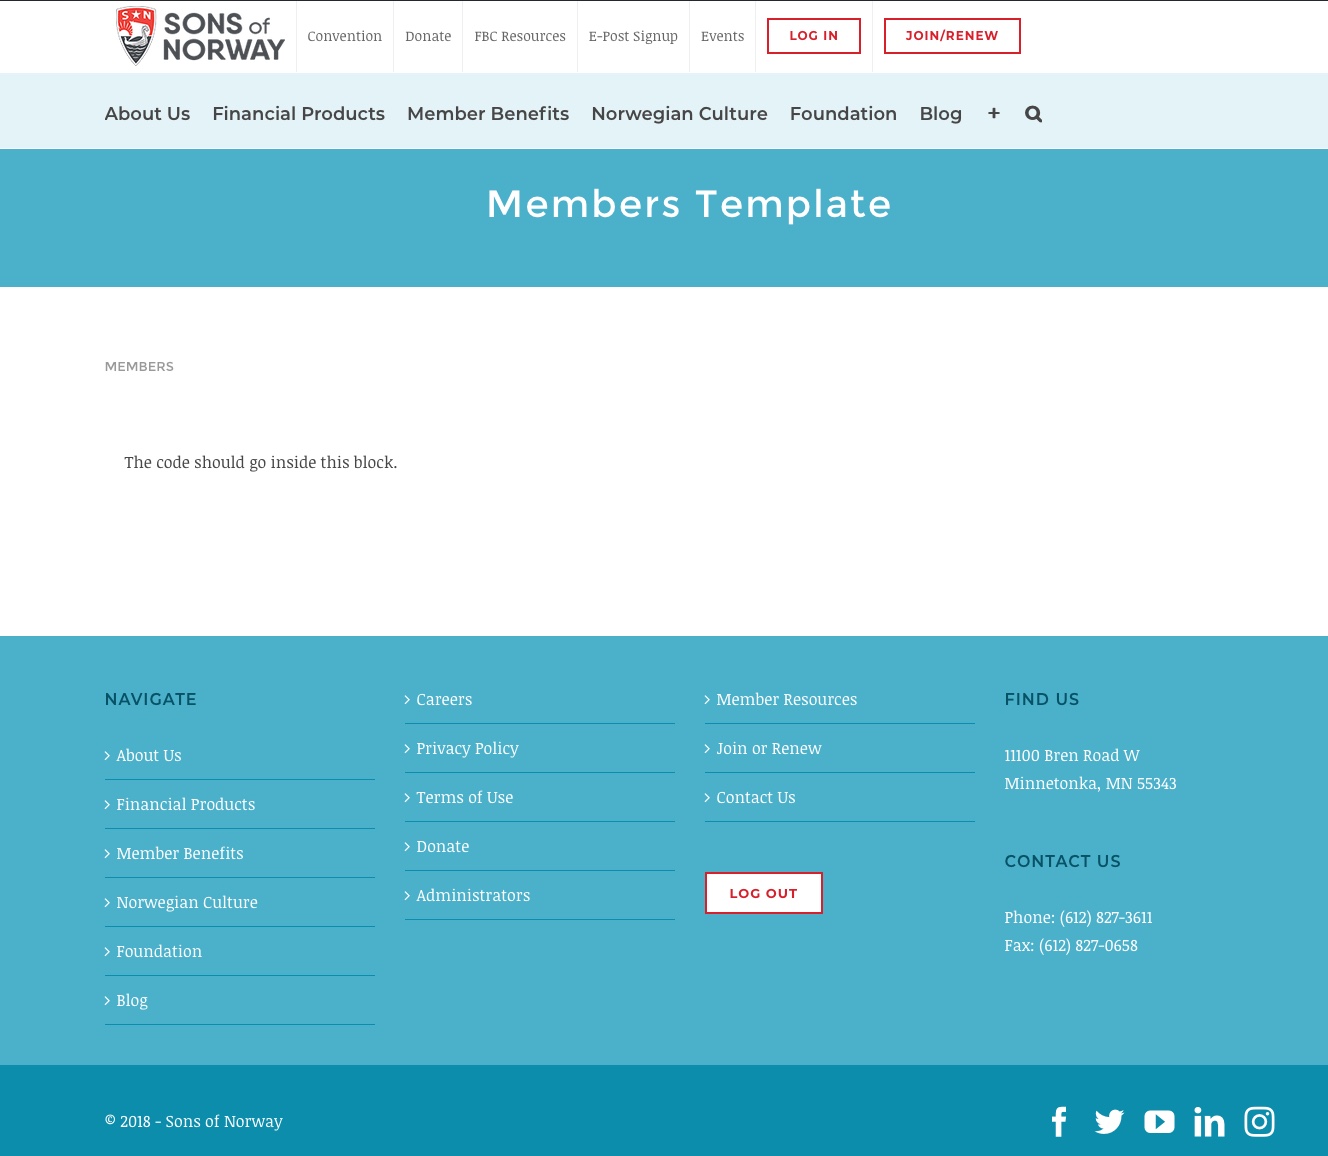 S N
SONS of
NORWAY
Convention
Donate
FBC Resources
E-Post Signup
Events
LOG IN
JOIN/RENEW
About Us
Financial Products
Member Benefits
Norwegian Culture
Foundation
Blog
+
Members Template
MEMBERS
The code should go inside this block.
NAVIGATE
About Us
Financial Products
Member Benefits
Norwegian Culture
Foundation
Blog
Careers
Privacy Policy
Terms of Use
Donate
Administrators
Member Resources
Join or Renew
Contact Us
LOG OUT
FIND US
11100 Bren Road W
Minnetonka, MN 55343
CONTACT US
Phone: (612) 827-3611
Fax: (612) 827-0658
© 2018 - Sons of Norway